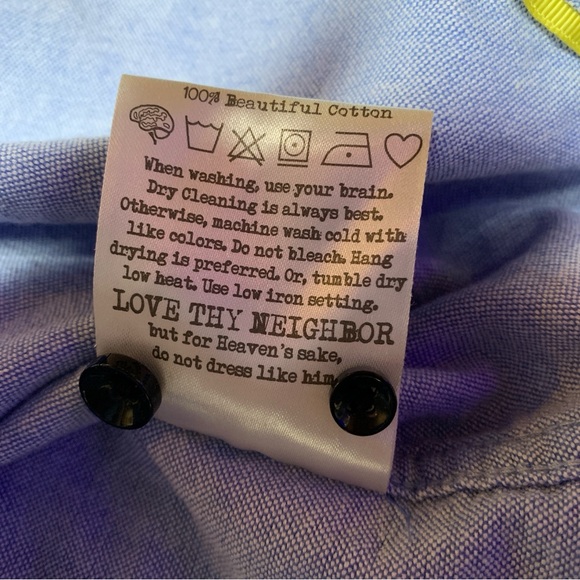 100% Beautiful Cotton
When washing, use your brain.
Dry Cleaning is always best.
Otherwise, machine wash cold with
like colors. Do not bleach. Hang
drying is preferred. Or, tumble dry
low heat. Use low iron setting.
LOVE THY NEIGHBOR
but for Heaven's sake,
do not dress like him.